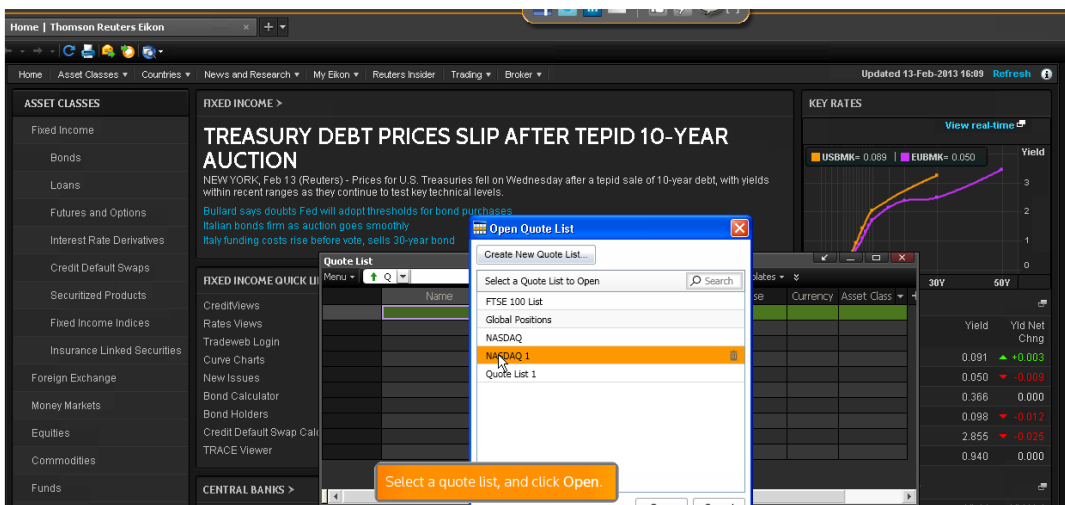 Home | Thomson Reuters Eikon
Home Asset Classes Countries News and Research My Eikon Reuters Insider Trading Broker Updated 13-Feb-2013 16:09 Refresh
ASSET CLASSES
Fixed Income
Bonds
Loans
Futures and Options
Interest Rate Derivatives
Credit Default Swaps
Securitized Products
Fixed Income Indices
Insurance Linked Securities
Foreign Exchange
Money Markets
Equities
Commodities
Funds
FIXED INCOME >
TREASURY DEBT PRICES SLIP AFTER TEPID 10-YEAR
AUCTION
NEW YORK, Feb 13 (Reuters) - Prices for U.S. Treasuries fell on Wednesday after a tepid sale of 10-year debt, with yields
within recent ranges as they continue to test key technical levels.
Bullard says doubts Fed will adopt thresholds for bond purchases
Italian bonds firm as auction goes smoothly
Italy funding costs rise before vote, sells 30-year bond
FIXED INCOME QUICK
CreditViews
Rates Views
Tradeweb Login
Curve Charts
New Issues
Bond Calculator
Bond Holders
Credit Default Swap
TRACE Viewer
CENTRAL BANKS >
Quote List
Menu Q
Name Currency Asset Class
Open Quote List
Create New Quote List...
Select a Quote List to Open Search
FTSE 100 List
Global Positions
NASDAQ
NASDAQ 1
Quote List 1
Select a quote list, and click Open.
KEY RATES
View real-time
USBMK= 0.089 | EUBMK= 0.050 Yield
3
2
1
0
30Y 50Y
Yield Yld Net
Chng
0.091 +0.003
0.050 -0.009
0.366 0.000
0.098 -0.012
2.855 -0.025
0.940 0.000